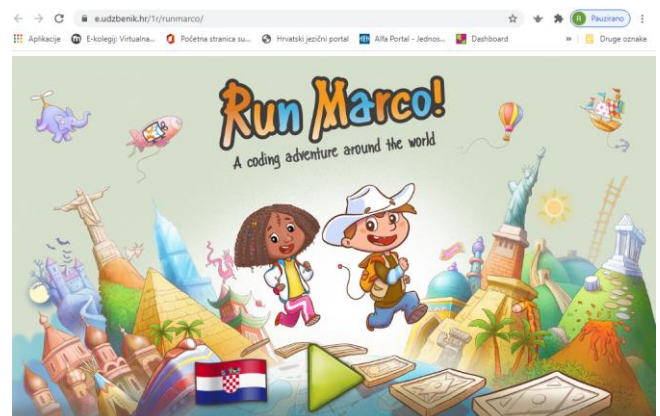 e.udzbenik.hr/1r/runmarco/
R Pauzirano
Aplikacije E-kolegij: Virtualna... Početna stranica su... Hrvatski jezični portal Alfa Portal - Jednos... Dashboard » Druge oznake
Run Marco!
A coding adventure around the world